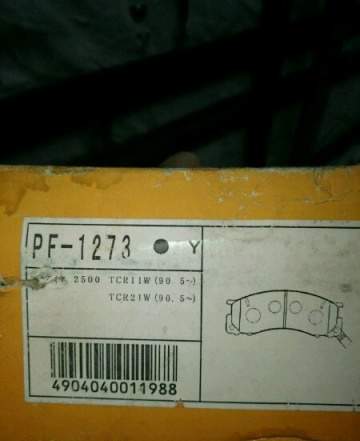 PF-1273 ● Y
2500 TCR11W(90.5~)
TCR21W(90.5~)
4904040011988